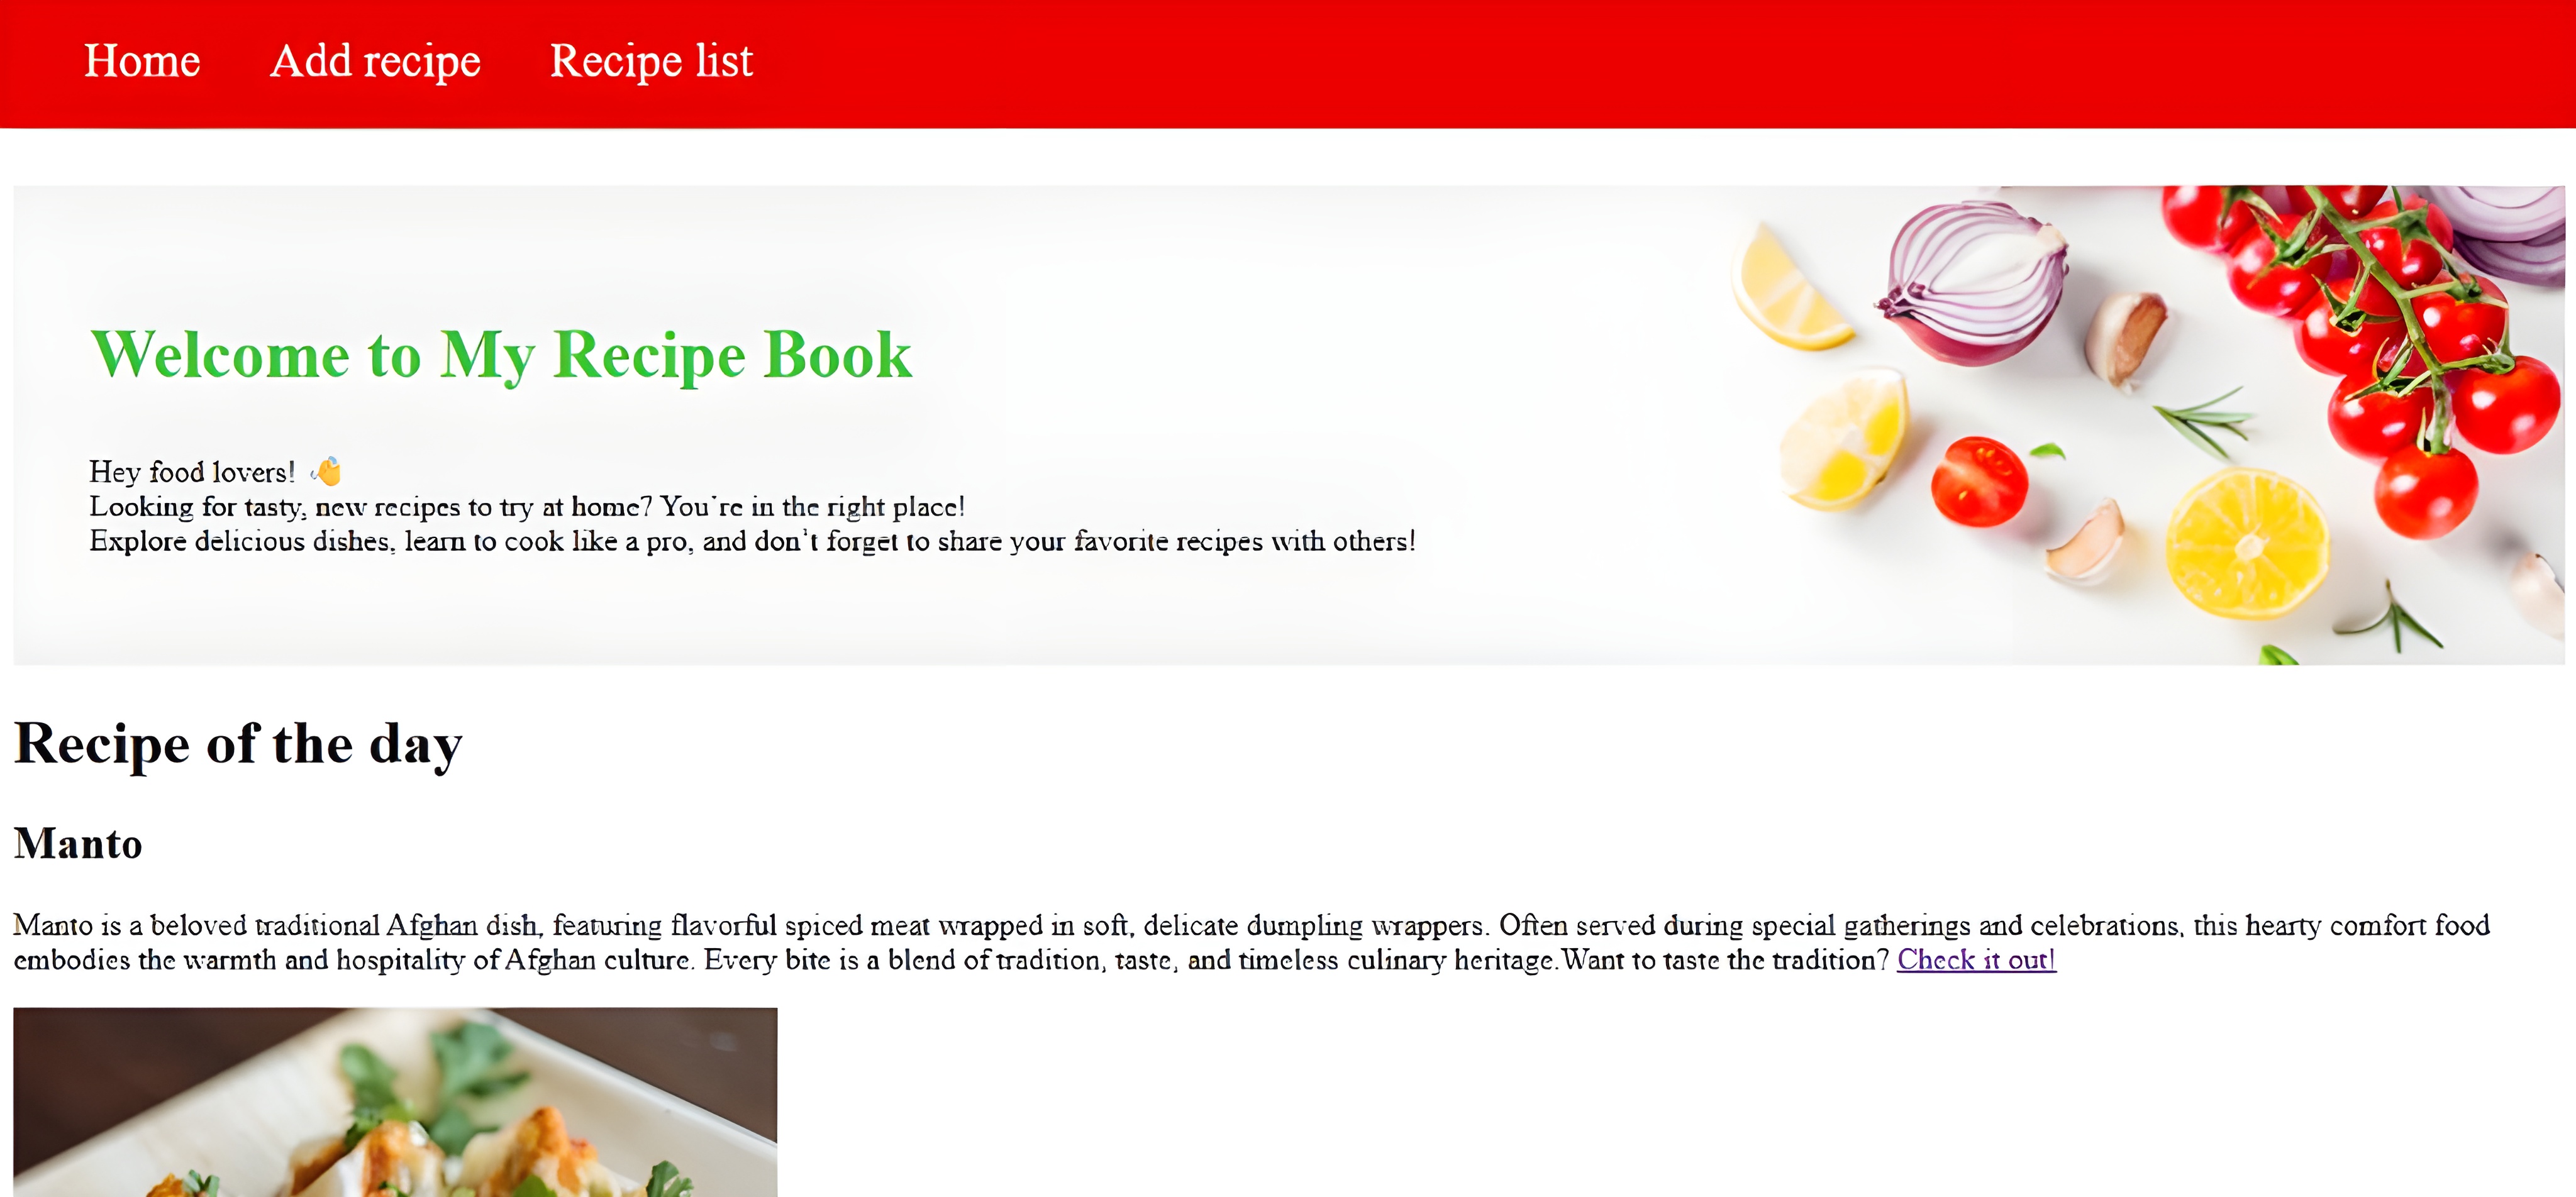 Home Add recipe Recipe list
Welcome to My Recipe Book
Hey food lovers! 👋
Looking for tasty, new recipes to try at home? You're in the right place!
Explore delicious dishes, learn to cook like a pro, and don't forget to share your favorite recipes with others!
Recipe of the day
Manto
Manto is a beloved traditional Afghan dish, featuring flavorful spiced meat wrapped in soft, delicate dumpling wrappers. Often served during special gatherings and celebrations, this hearty comfort food
embodies the warmth and hospitality of Afghan culture. Every bite is a blend of tradition, taste, and timeless culinary heritage.Want to taste the tradition? Check it out!